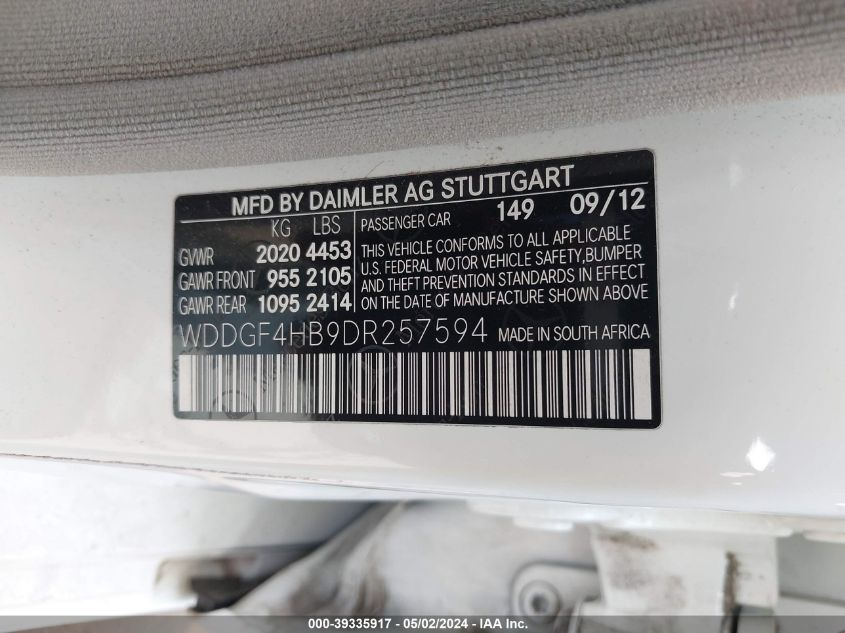 MFD BY DAIMLER AG STUTTGART
KG LBS
GVWR 2020 4453
GAWR FRONT 955 2105
GAWR REAR 1095 2414
PASSENGER CAR 149 09/12
THIS VEHICLE CONFORMS TO ALL APPLICABLE
U.S. FEDERAL MOTOR VEHICLE SAFETY,BUMPER
AND THEFT PREVENTION STANDARDS IN EFFECT
ON THE DATE OF MANUFACTURE SHOWN ABOVE
WDDGF4HB9DR257594 MADE IN SOUTH AFRICA
000-39335917 - 05/02/2024 - IAA Inc.